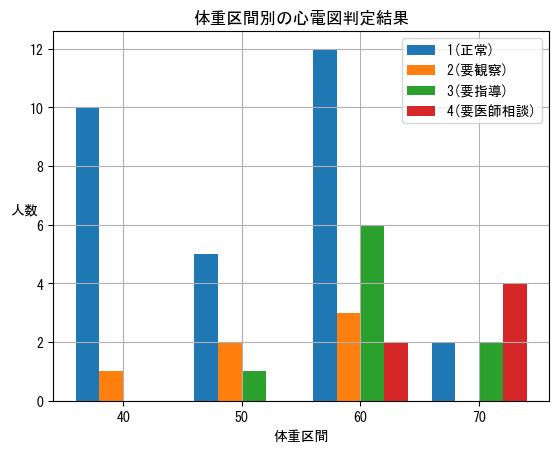 体重区間別の心電図判定結果
1(正常)
2(要観察)
3(要指導)
4(要医師相談)
人数
12
10
8
6
4
2
0
40 50 60 70
体重区間